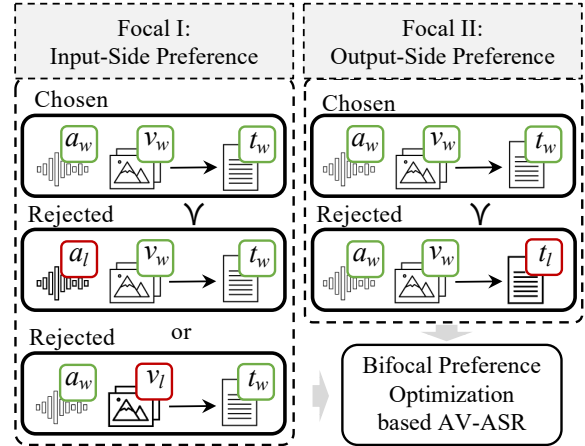 Focal I:
Input-Side Preference
Chosen
a_w v_w t_w
≻
Rejected
a_l v_w t_w
or
Rejected
a_w v_l t_w
Focal II:
Output-Side Preference
Chosen
a_w v_w t_w
≻
Rejected
a_w v_w t_l
Bifocal Preference
Optimization
based AV-ASR